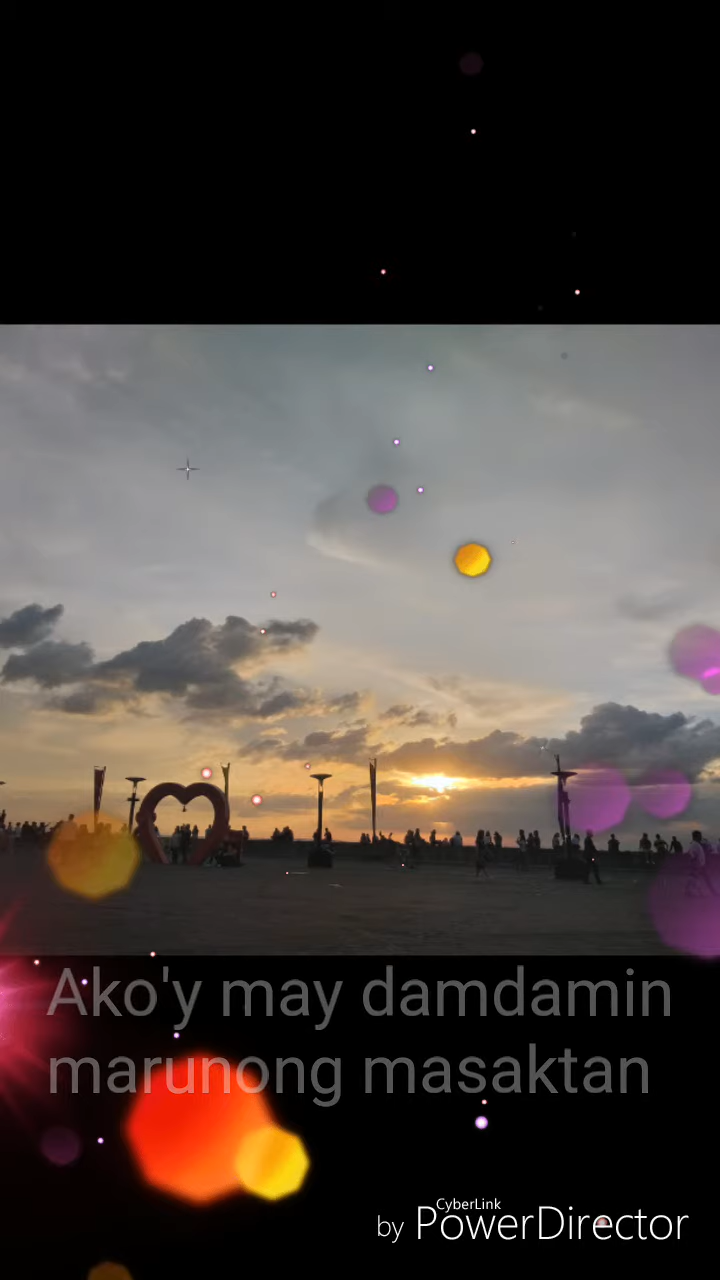 Ako'y may damdamin
marunong masaktan
CyberLink
by PowerDirector